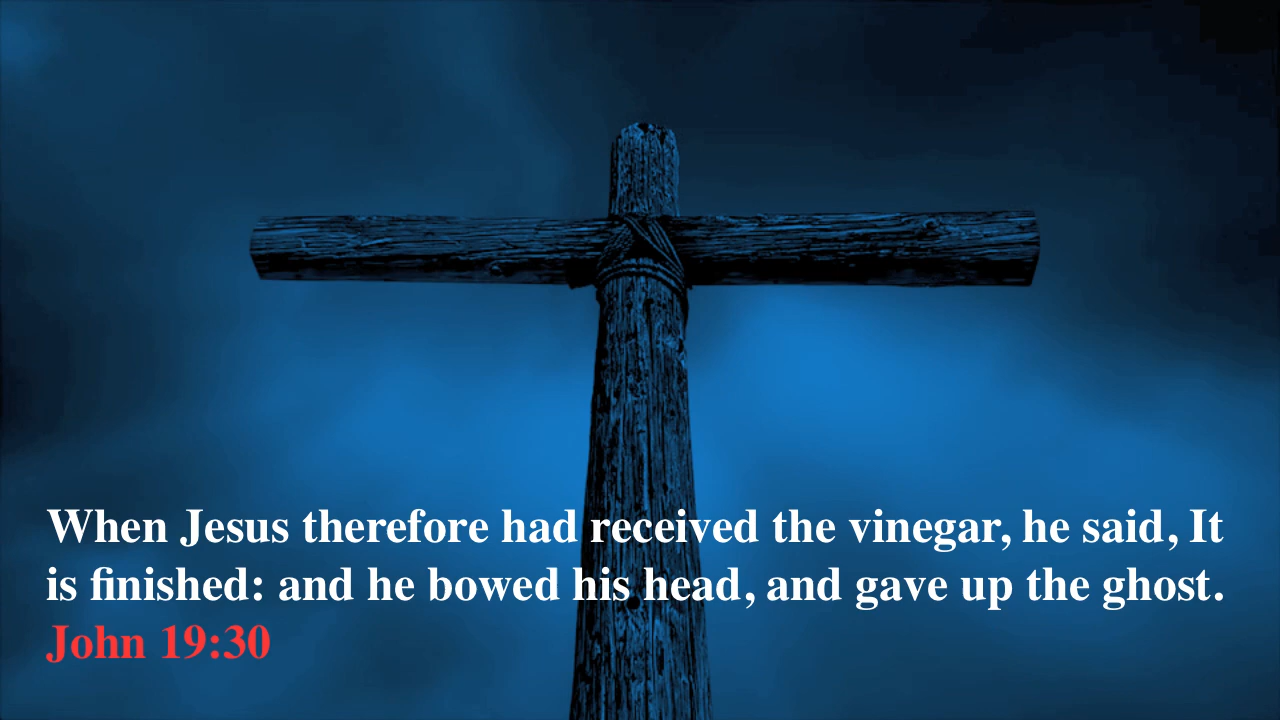 When Jesus therefore had received the vinegar, he said, It
is finished: and he bowed his head, and gave up the ghost.
John 19:30